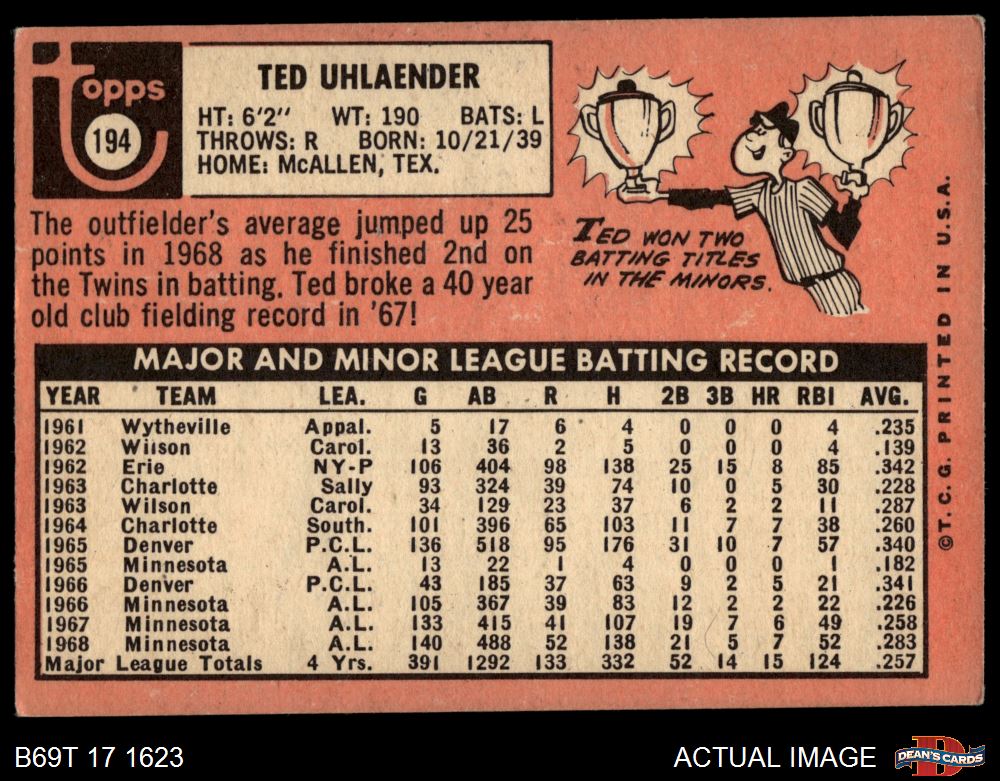 topps
194
TED UHLAENDER
HT: 6'2" WT: 190 BATS: L
THROWS: R BORN: 10/21/39
HOME: McALLEN, TEX.
The outfielder's average jumped up 25
points in 1968 as he finished 2nd on
the Twins in batting. Ted broke a 40 year
old club fielding record in '67!
TED WON TWO
BATTING TITLES
IN THE MINORS.
MAJOR AND MINOR LEAGUE BATTING RECORD
YEAR TEAM LEA. G AB R H 2B 3B HR RBI AVG.
1961 Wytheville Appal. 5 17 6 4 0 0 0 4 .235
1962 Wilson Carol. 13 36 2 5 0 0 0 4 .139
1962 Erie NY-P 106 404 98 138 25 15 8 85 .342
1963 Charlotte Sally 93 324 39 74 10 0 5 30 .228
1963 Wilson Carol. 34 129 23 37 6 2 2 11 .287
1964 Charlotte South. 101 396 65 103 11 7 7 38 .260
1965 Denver P.C.L. 136 518 95 176 31 10 7 57 .340
1965 Minnesota A.L. 13 22 1 4 0 0 0 1 .182
1966 Denver P.C.L. 43 185 37 63 9 2 5 21 .341
1966 Minnesota A.L. 105 367 39 83 12 2 2 22 .226
1967 Minnesota A.L. 133 415 41 107 19 7 6 49 .258
1968 Minnesota A.L. 140 488 52 138 21 5 7 52 .283
Major League Totals 4 Yrs. 391 1292 133 332 52 14 15 124 .257
©T.C.G. PRINTED IN U.S.A.
B69T 17 1623
ACTUAL IMAGE
DEAN'S CARDS